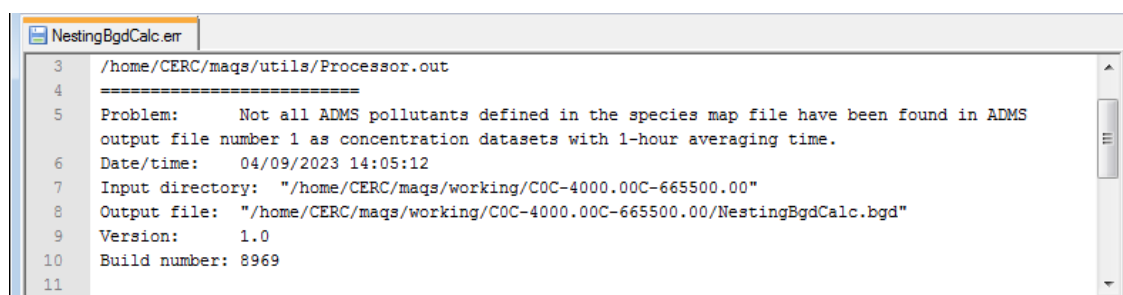 NestingBgdCalc.err
3 /home/CERC/maqs/utils/Processor.out
4 ==========================
5 Problem: Not all ADMS pollutants defined in the species map file have been found in ADMS
output file number 1 as concentration datasets with 1-hour averaging time.
6 Date/time: 04/09/2023 14:05:12
7 Input directory: "/home/CERC/maqs/working/C0C-4000.00C-665500.00"
8 Output file: "/home/CERC/maqs/working/C0C-4000.00C-665500.00/NestingBgdCalc.bgd"
9 Version: 1.0
10 Build number: 8969
11